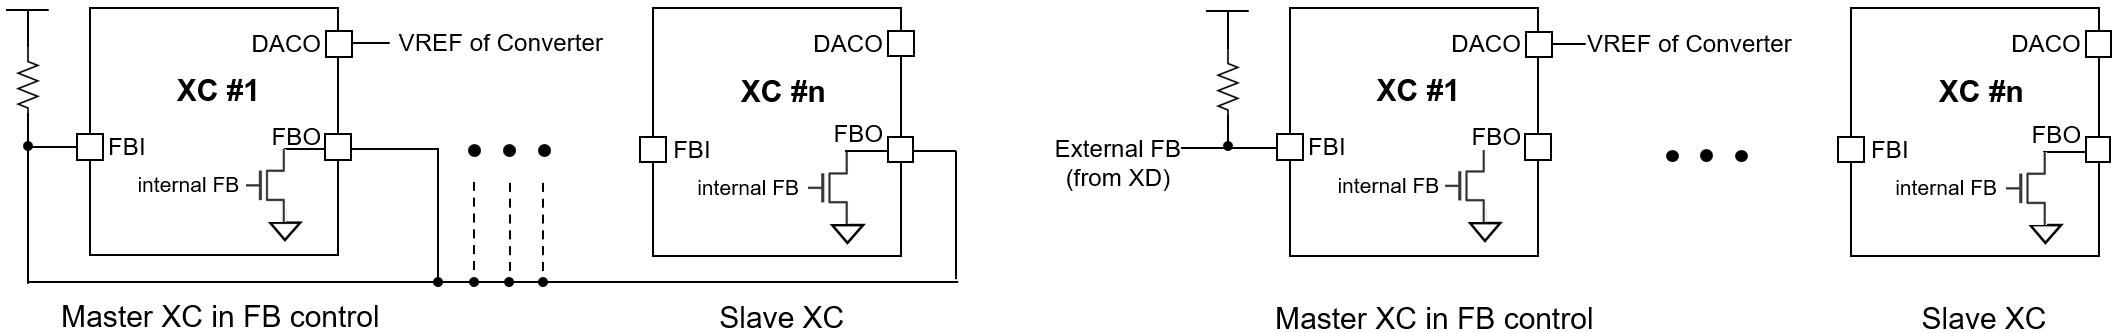 DACO
VREF of Converter
XC #1
FBI
FBO
internal FB
Master XC in FB control
DACO
XC #n
FBI
FBO
internal FB
Slave XC
External FB
(from XD)
DACO
VREF of Converter
XC #1
FBI
FBO
internal FB
Master XC in FB control
DACO
XC #n
FBI
FBO
internal FB
Slave XC